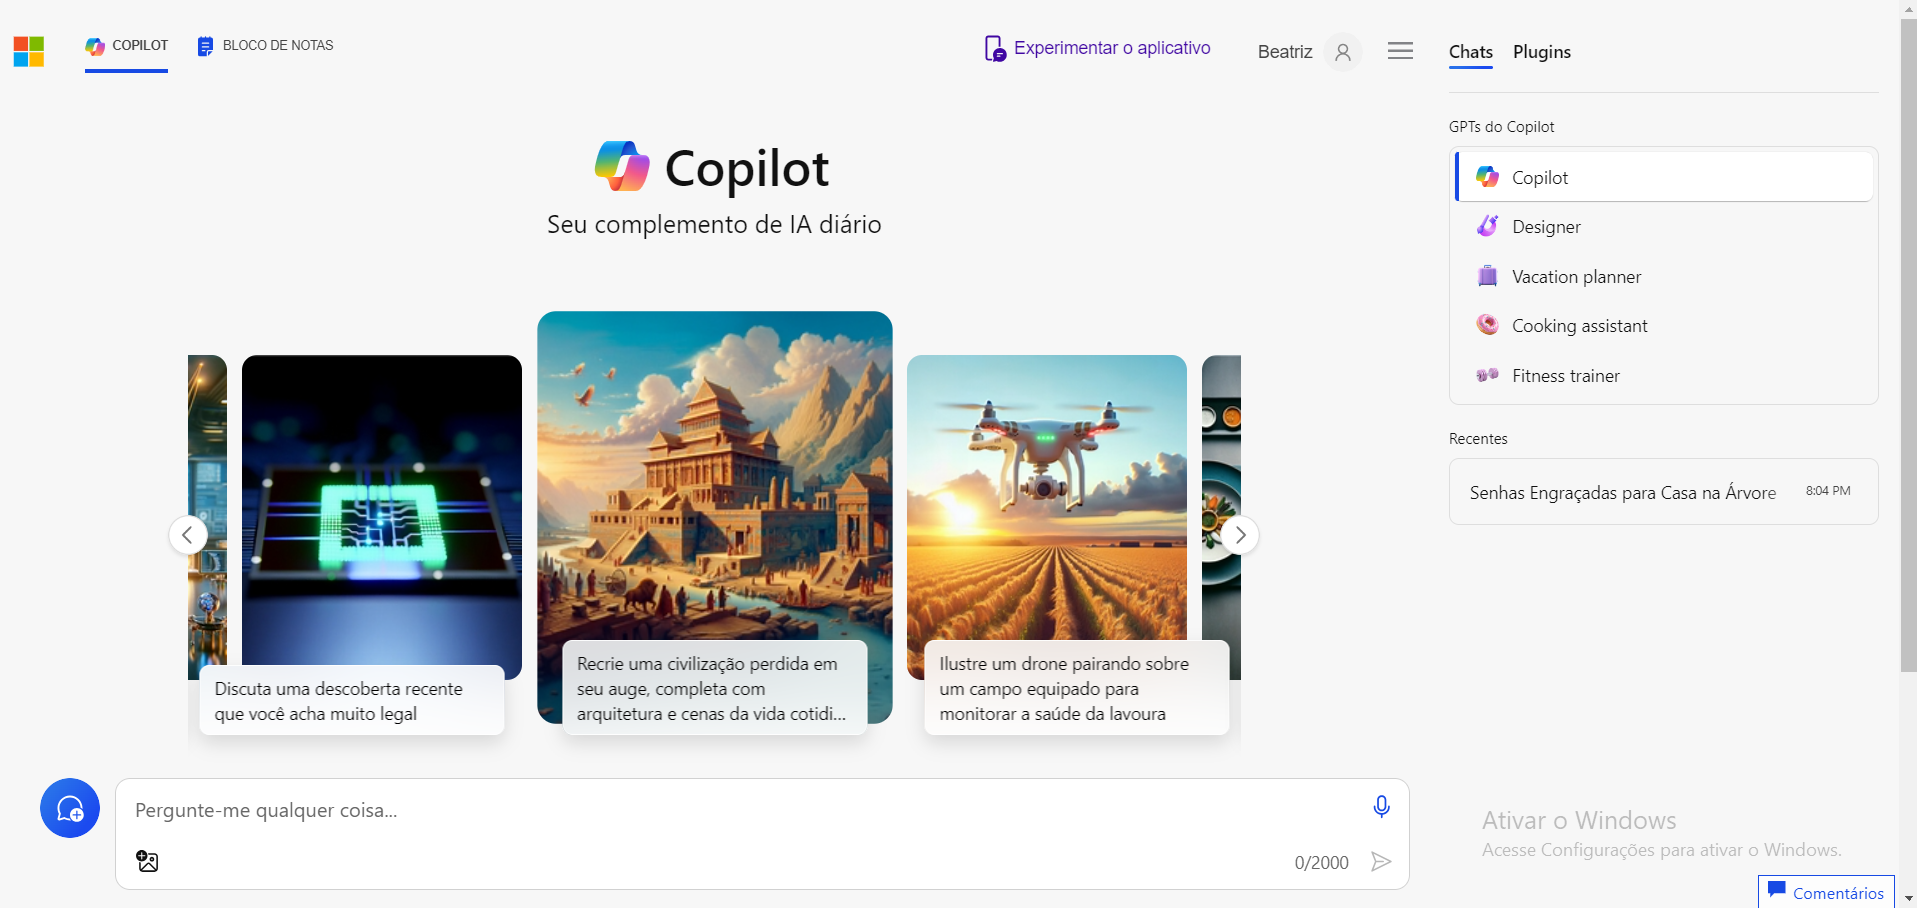 COPILOT
BLOCO DE NOTAS
Experimentar o aplicativo
Beatriz
Chats
Plugins
Copilot
Seu complemento de IA diário
Discuta uma descoberta recente
que você acha muito legal
Recrie uma civilização perdida em
seu auge, completa com
arquitetura e cenas da vida cotidi...
Ilustre um drone pairando sobre
um campo equipado para
monitorar a saúde da lavoura
Pergunte-me qualquer coisa...
0/2000
GPTs do Copilot
Copilot
Designer
Vacation planner
Cooking assistant
Fitness trainer
Recentes
Senhas Engraçadas para Casa na Árvore
8:04 PM
Ativar o Windows
Acesse Configurações para ativar o Windows.
Comentários